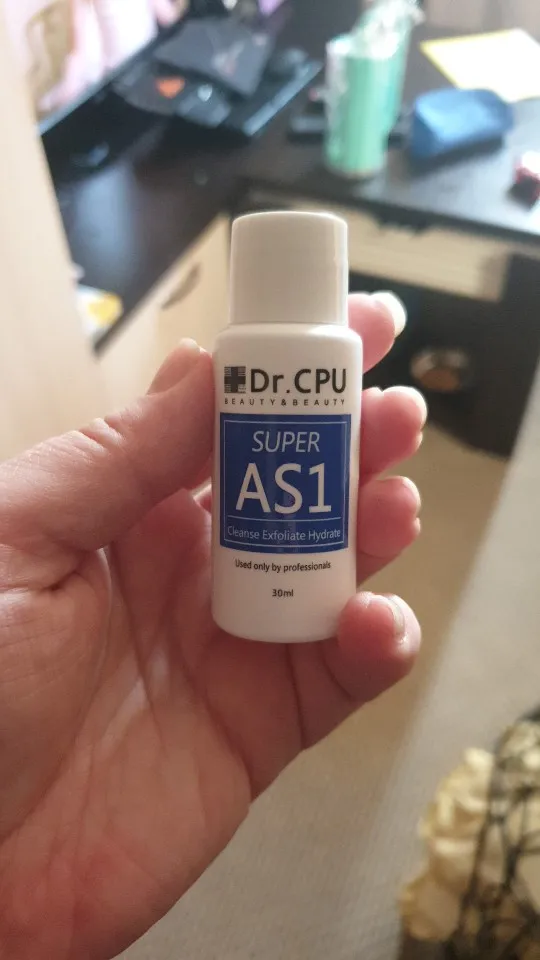 Dr.CPU
BEAUTY&BEAUTY
SUPER
AS1
Cleanse Exfoliate Hydrate
Used only by professionals
30ml